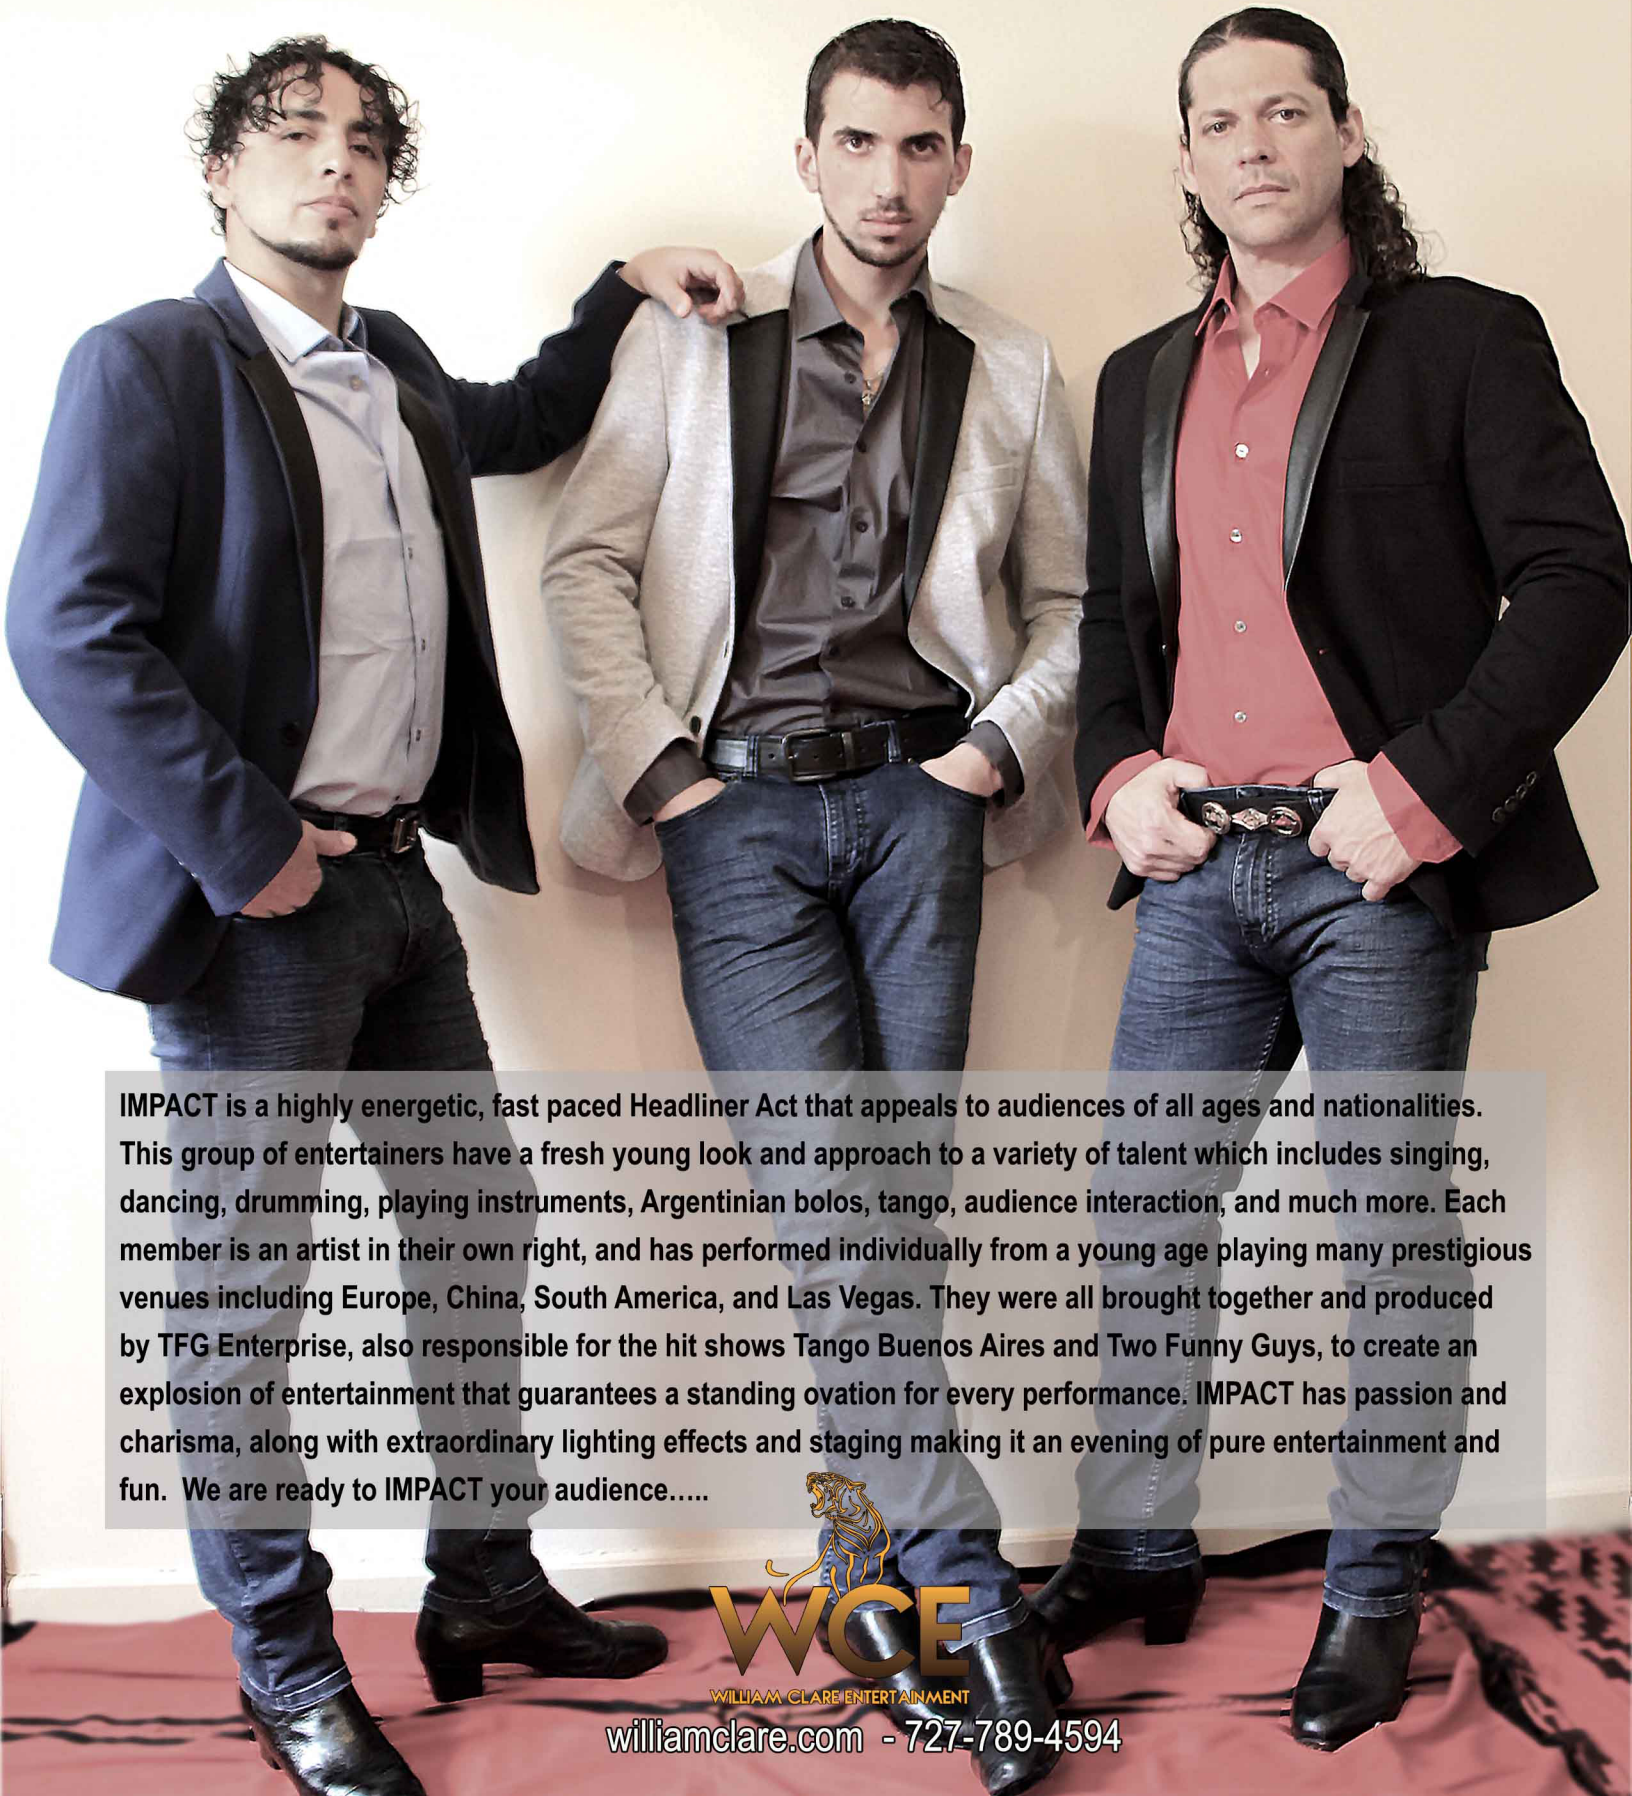 IMPACT is a highly energetic, fast paced Headliner Act that appeals to audiences of all ages and nationalities.
This group of entertainers have a fresh young look and approach to a variety of talent which includes singing,
dancing, drumming, playing instruments, Argentinian bolos, tango, audience interaction, and much more. Each
member is an artist in their own right, and has performed individually from a young age playing many prestigious
venues including Europe, China, South America, and Las Vegas. They were all brought together and produced
by TFG Enterprise, also responsible for the hit shows Tango Buenos Aires and Two Funny Guys, to create an
explosion of entertainment that guarantees a standing ovation for every performance. IMPACT has passion and
charisma, along with extraordinary lighting effects and staging making it an evening of pure entertainment and
fun.  We are ready to IMPACT your audience…..
WCE
WILLIAM CLARE ENTERTAINMENT
williamclare.com  - 727-789-4594